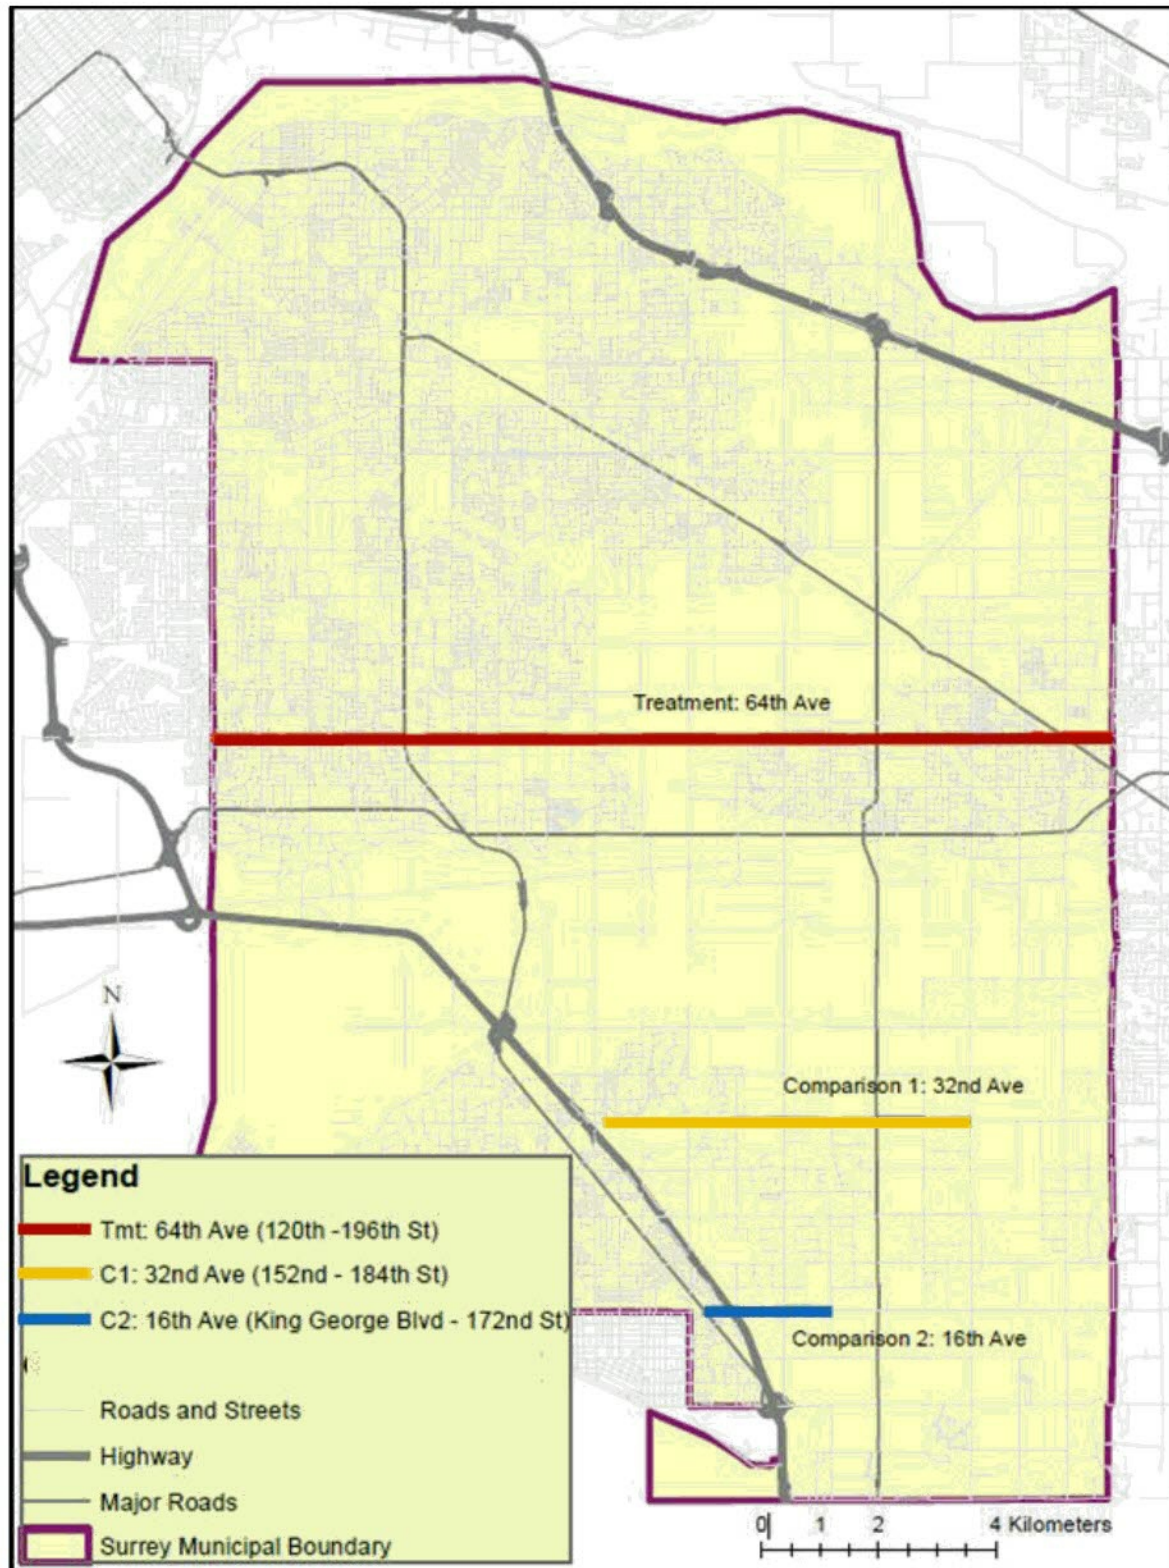 Treatment: 64th Ave
N
Comparison 1: 32nd Ave
Legend
Tmt: 64th Ave (120th -196th St)
C1: 32nd Ave (152nd - 184th St)
C2: 16th Ave (King George Blvd - 172nd St)
Comparison 2: 16th Ave
Roads and Streets
Highway
Major Roads
Surrey Municipal Boundary
0 1 2 4 Kilometers